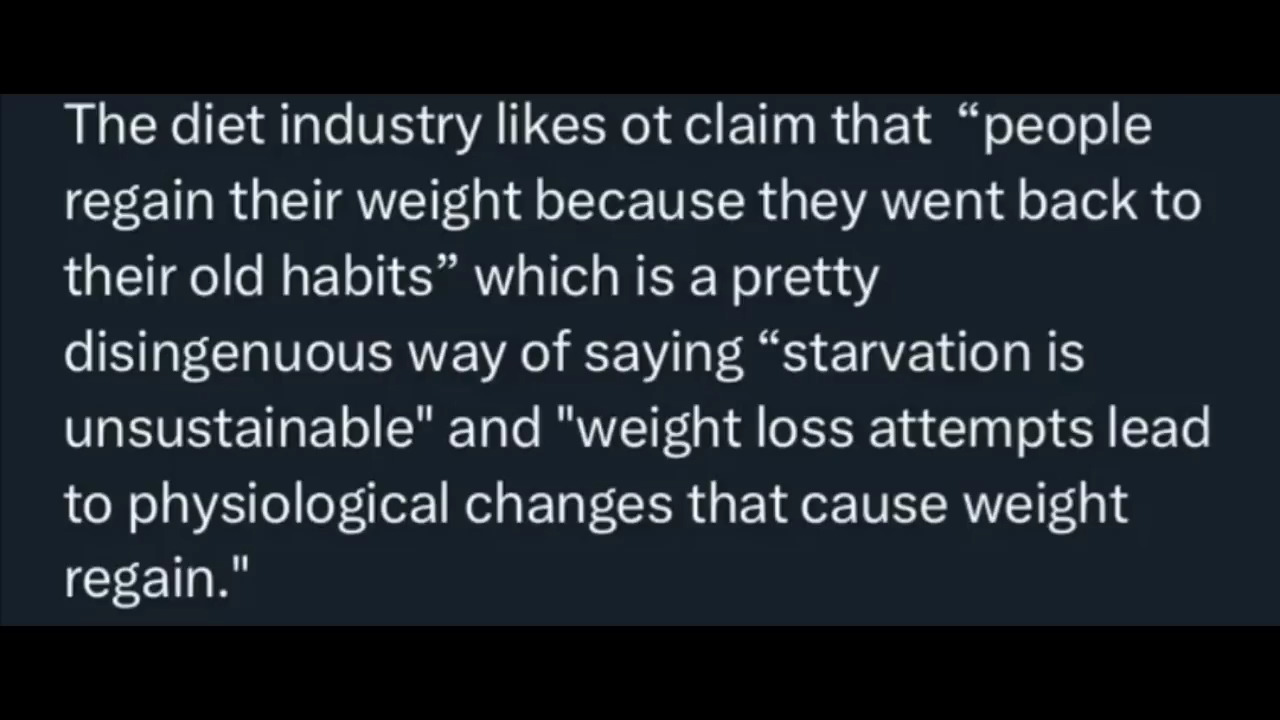 The diet industry likes ot claim that “people
regain their weight because they went back to
their old habits” which is a pretty
disingenuous way of saying “starvation is
unsustainable" and "weight loss attempts lead
to physiological changes that cause weight
regain."